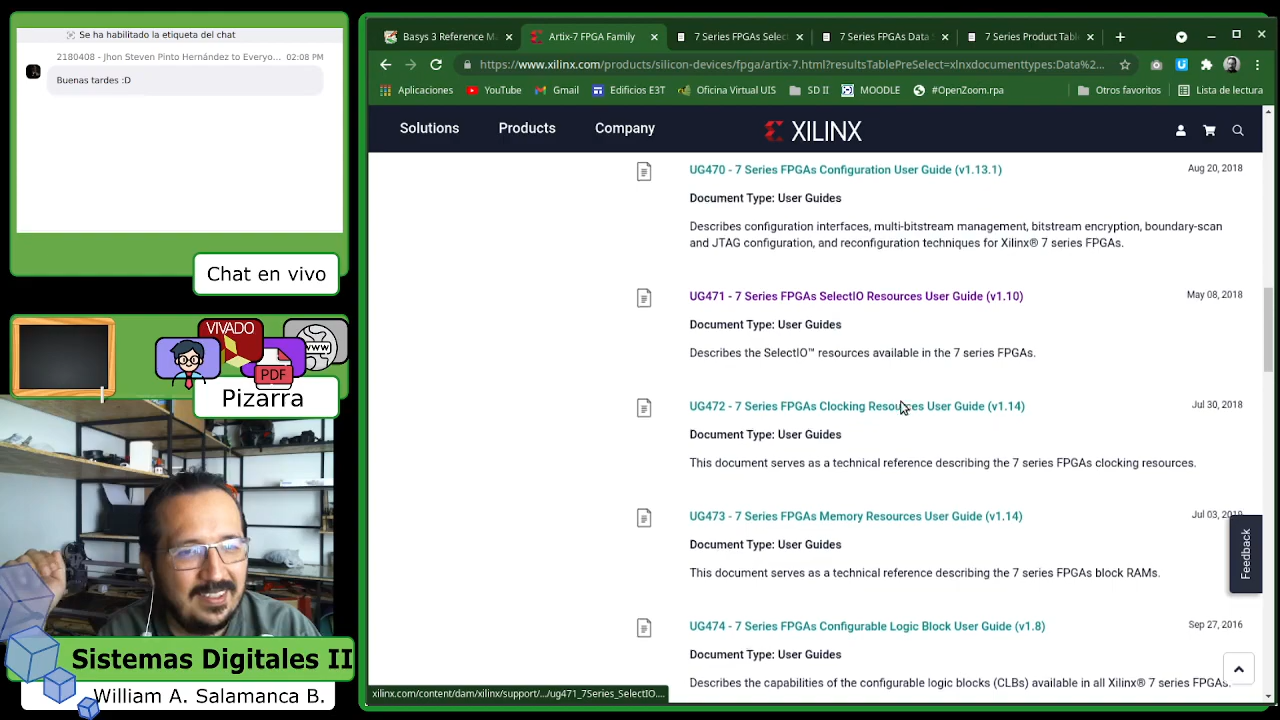 Se ha habilitado la etiqueta del chat
2180408 - Jhon Steven Pinto Hernández to Everyo... 02:08 PM
Buenas tardes :D
Chat en vivo
VIVADO
www
PDF
Pizarra
Sistemas Digitales II
William A. Salamanca B.
Basys 3 Reference M
Artix-7 FPGA Family
7 Series FPGAs Selec
7 Series FPGAs Data
7 Series Product Table
https://www.xilinx.com/products/silicon-devices/fpga/artix-7.html?resultsTablePreSelect=xlnxdocumenttypes:Data%2...
Aplicaciones YouTube Gmail Edificios E3T Oficina Virtual UIS SD II MOODLE #OpenZoom.rpa Otros favoritos Lista de lectura
Solutions Products Company XILINX
UG470 - 7 Series FPGAs Configuration User Guide (v1.13.1) Aug 20, 2018
Document Type: User Guides
Describes configuration interfaces, multi-bitstream management, bitstream encryption, boundary-scan
and JTAG configuration, and reconfiguration techniques for Xilinx® 7 series FPGAs.
UG471 - 7 Series FPGAs SelectIO Resources User Guide (v1.10) May 08, 2018
Document Type: User Guides
Describes the SelectIO™ resources available in the 7 series FPGAs.
UG472 - 7 Series FPGAs Clocking Resources User Guide (v1.14) Jul 30, 2018
Document Type: User Guides
This document serves as a technical reference describing the 7 series FPGAs clocking resources.
UG473 - 7 Series FPGAs Memory Resources User Guide (v1.14) Jul 03, 2019
Document Type: User Guides
This document serves as a technical reference describing the 7 series FPGAs block RAMs.
Feedback
UG474 - 7 Series FPGAs Configurable Logic Block User Guide (v1.8) Sep 27, 2016
Document Type: User Guides
Describes the capabilities of the configurable logic blocks (CLBs) available in all Xilinx® 7 series FPGAs.
xilinx.com/content/dam/xilinx/support/.../ug471_7Series_SelectIO....